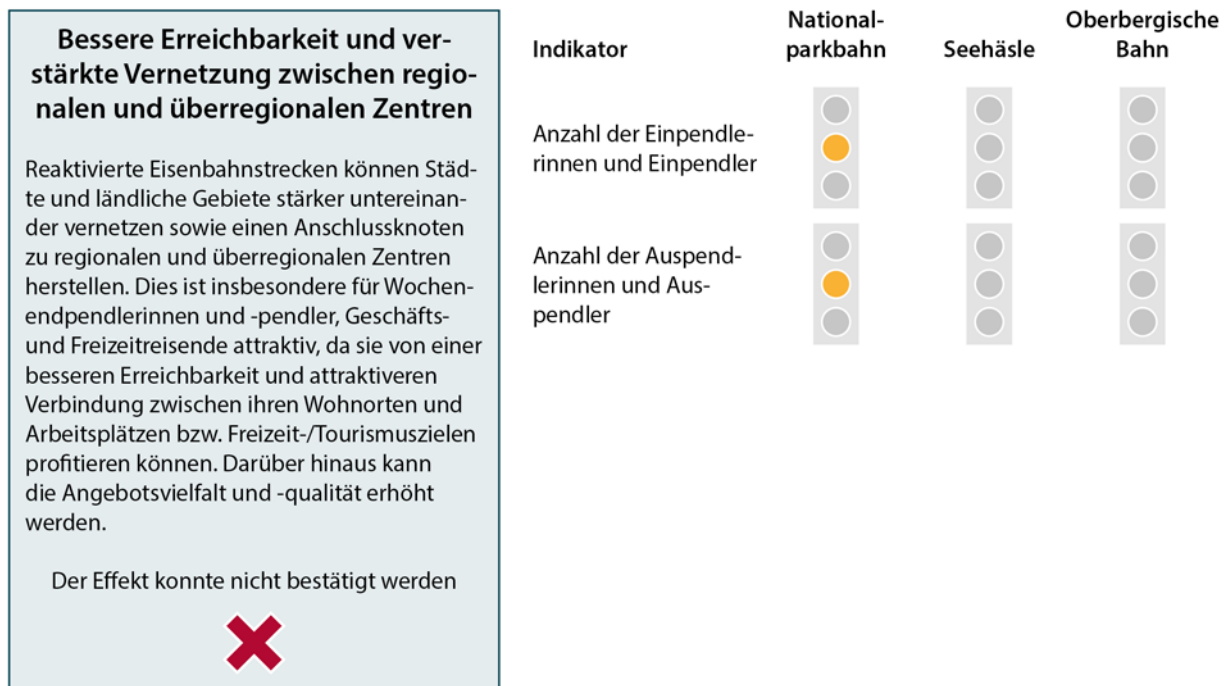 Bessere Erreichbarkeit und ver-
stärkte Vernetzung zwischen regio-
nalen und überregionalen Zentren
Reaktivierte Eisenbahnstrecken können Städ-
te und ländliche Gebiete stärker untereinan-
der vernetzen sowie einen Anschlussknoten
zu regionalen und überregionalen Zentren
herstellen. Dies ist insbesondere für Wochen-
endpendlerinnen und -pendler, Geschäfts-
und Freizeitreisende attraktiv, da sie von einer
besseren Erreichbarkeit und attraktiveren
Verbindung zwischen ihren Wohnorten und
Arbeitsplätzen bzw. Freizeit-/Tourismuszielen
profitieren können. Darüber hinaus kann
die Angebotsvielfalt und -qualität erhöht
werden.
Der Effekt konnte nicht bestätigt werden
Indikator
National-
parkbahn
Seehäsle
Oberbergische
Bahn
Anzahl der Einpendle-
rinnen und Einpendler
Anzahl der Auspend-
lerinnen und Aus-
pendler